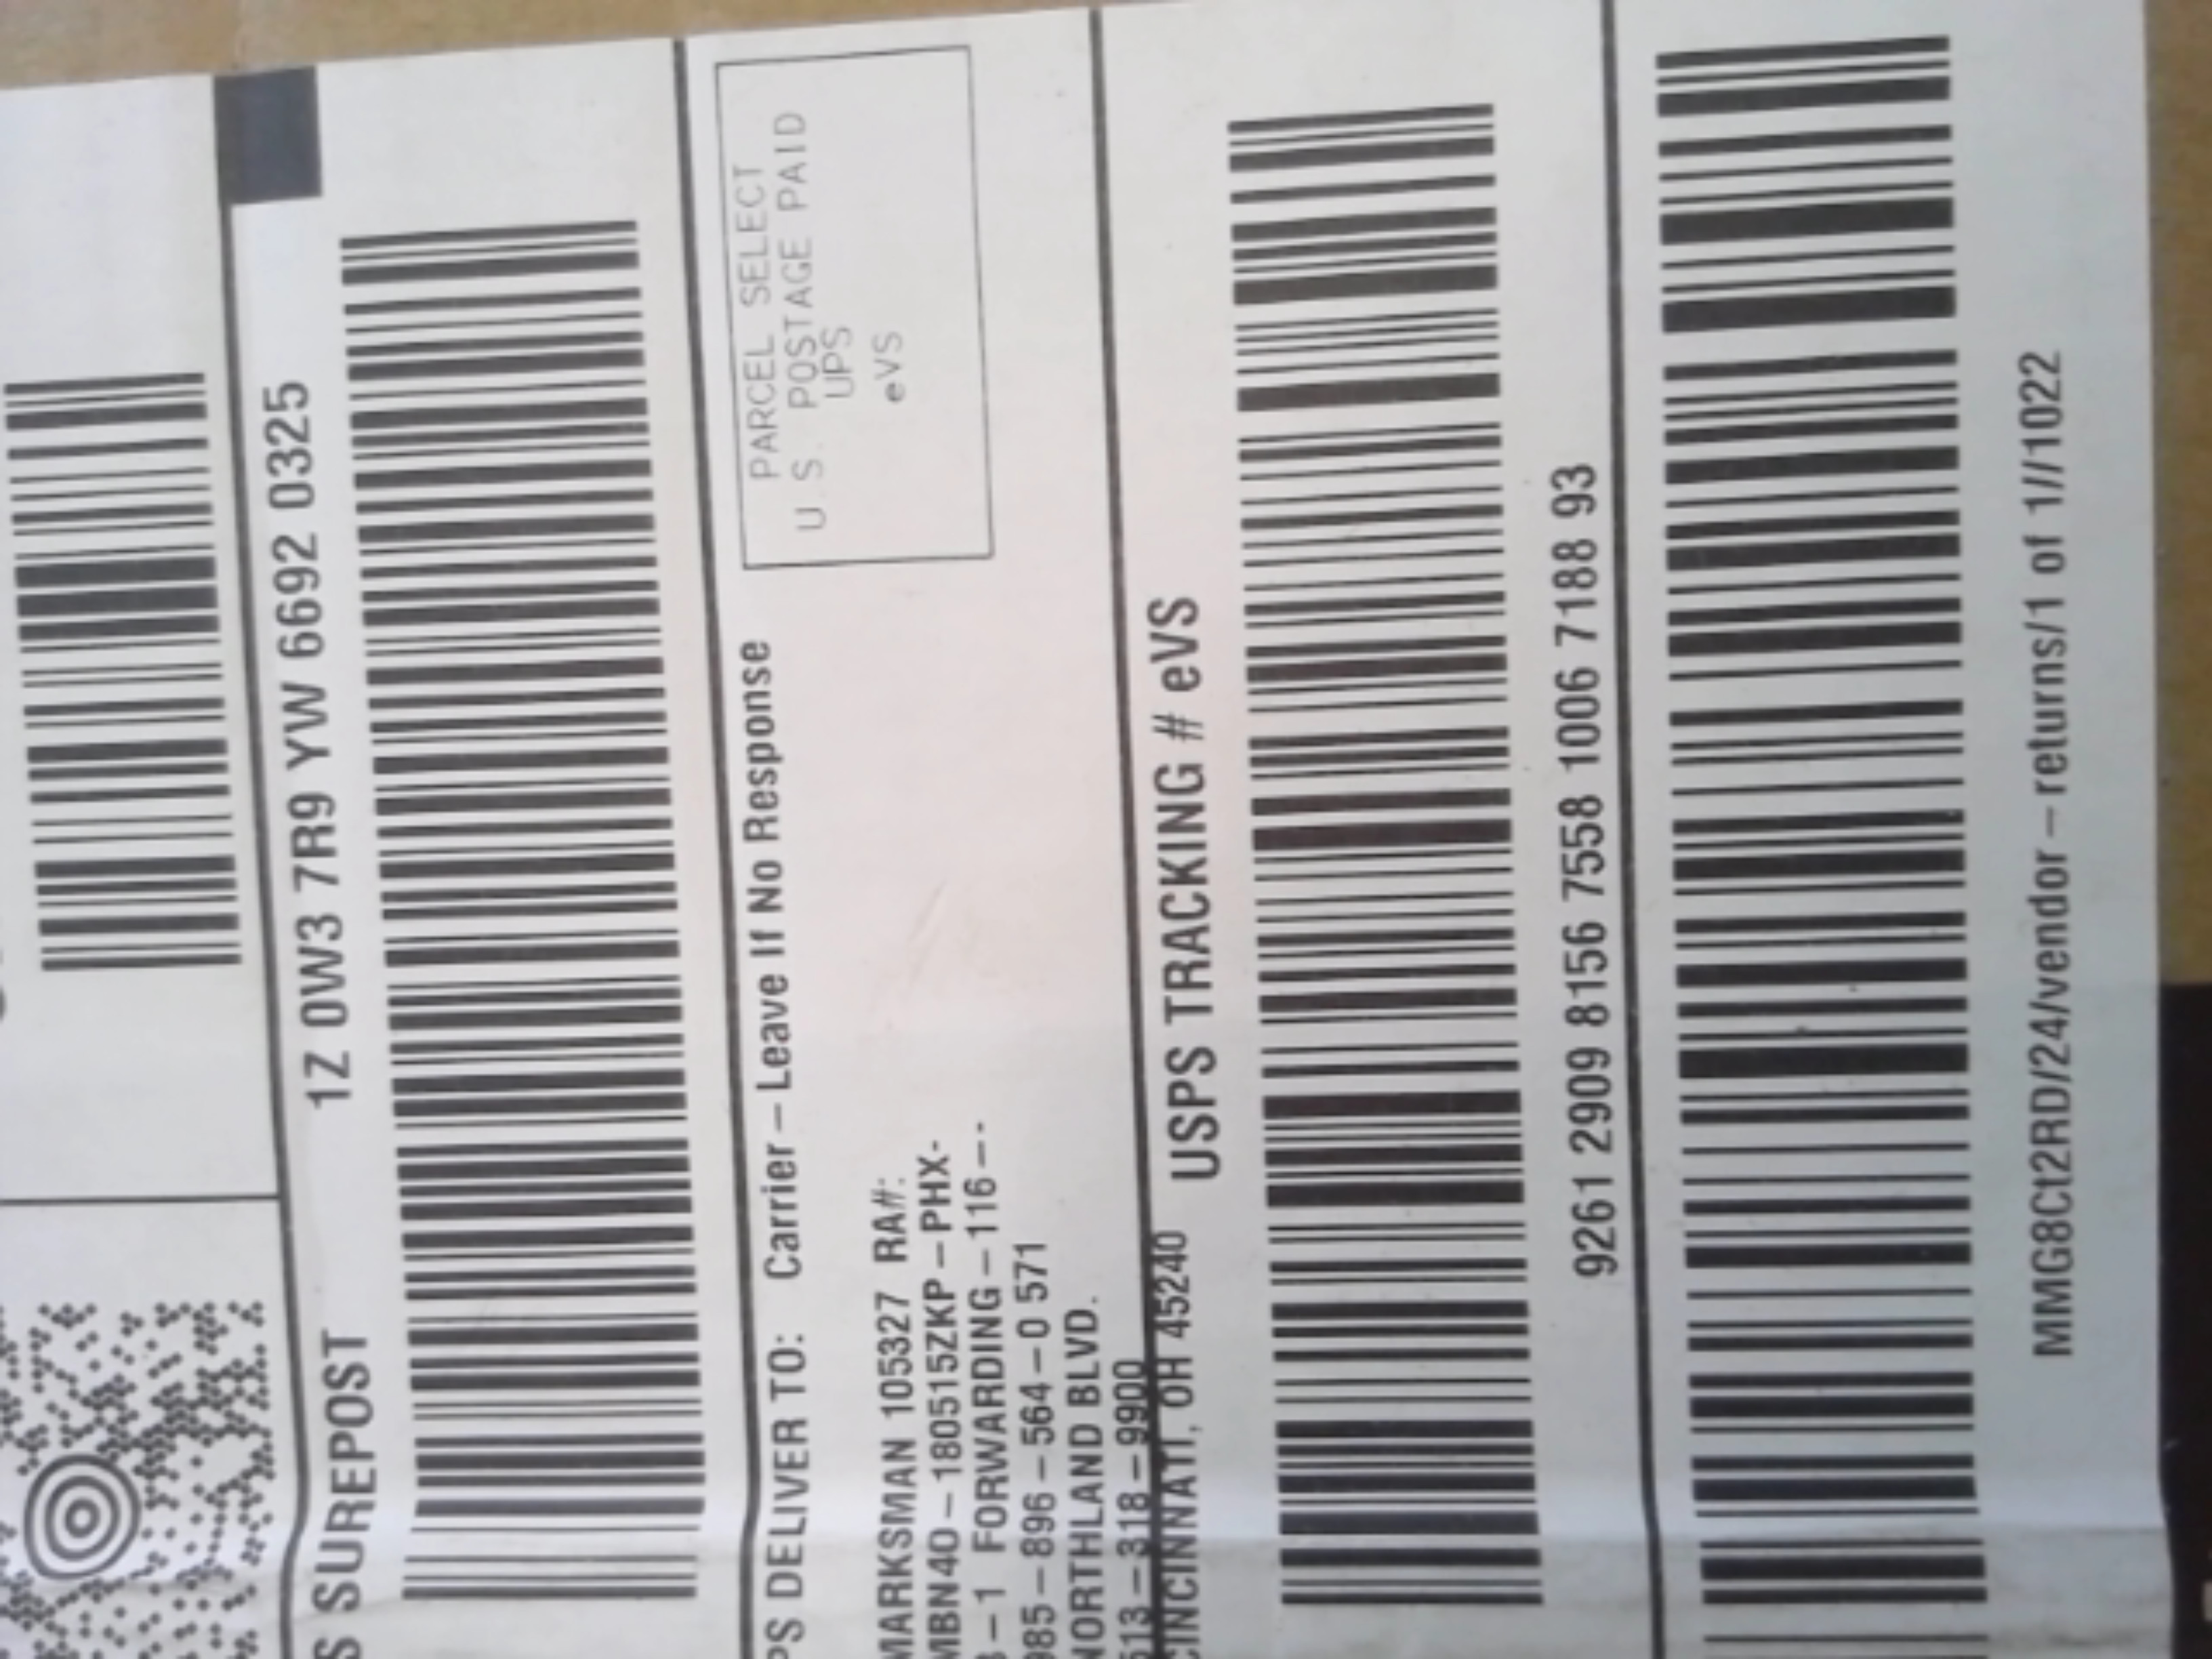 S SUREPOST
1Z 0W3 7R9 YW 6692 0325
PS DELIVER TO:
Carrier–Leave If No Response
PARCEL SELECT
U.S. POSTAGE PAID
UPS
eVS
MARKSMAN 105327 RA#:
MBN4D–180515ZKP–PHX-
–1 FORWARDING–116–-
985–896–564–0 571
NORTHLAND BLVD.
513–318–9900
CINCINNATI, OH 45240
USPS TRACKING # eVS
9261 2909 8156 7558 1006 7188 93
MMG8Ct2RD/24/vendor–returns/1 of 1//1022